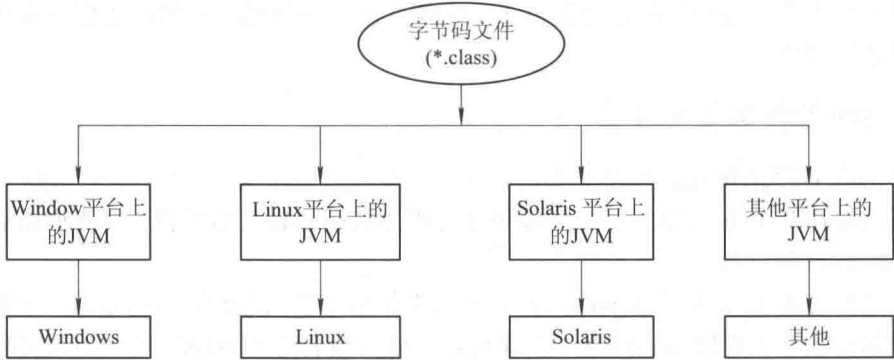 字节码文件
(*.class)
Window平台上
的JVM
Linux平台上的
JVM
Solaris 平台上
的JVM
其他平台上的
JVM
Windows
Linux
Solaris
其他